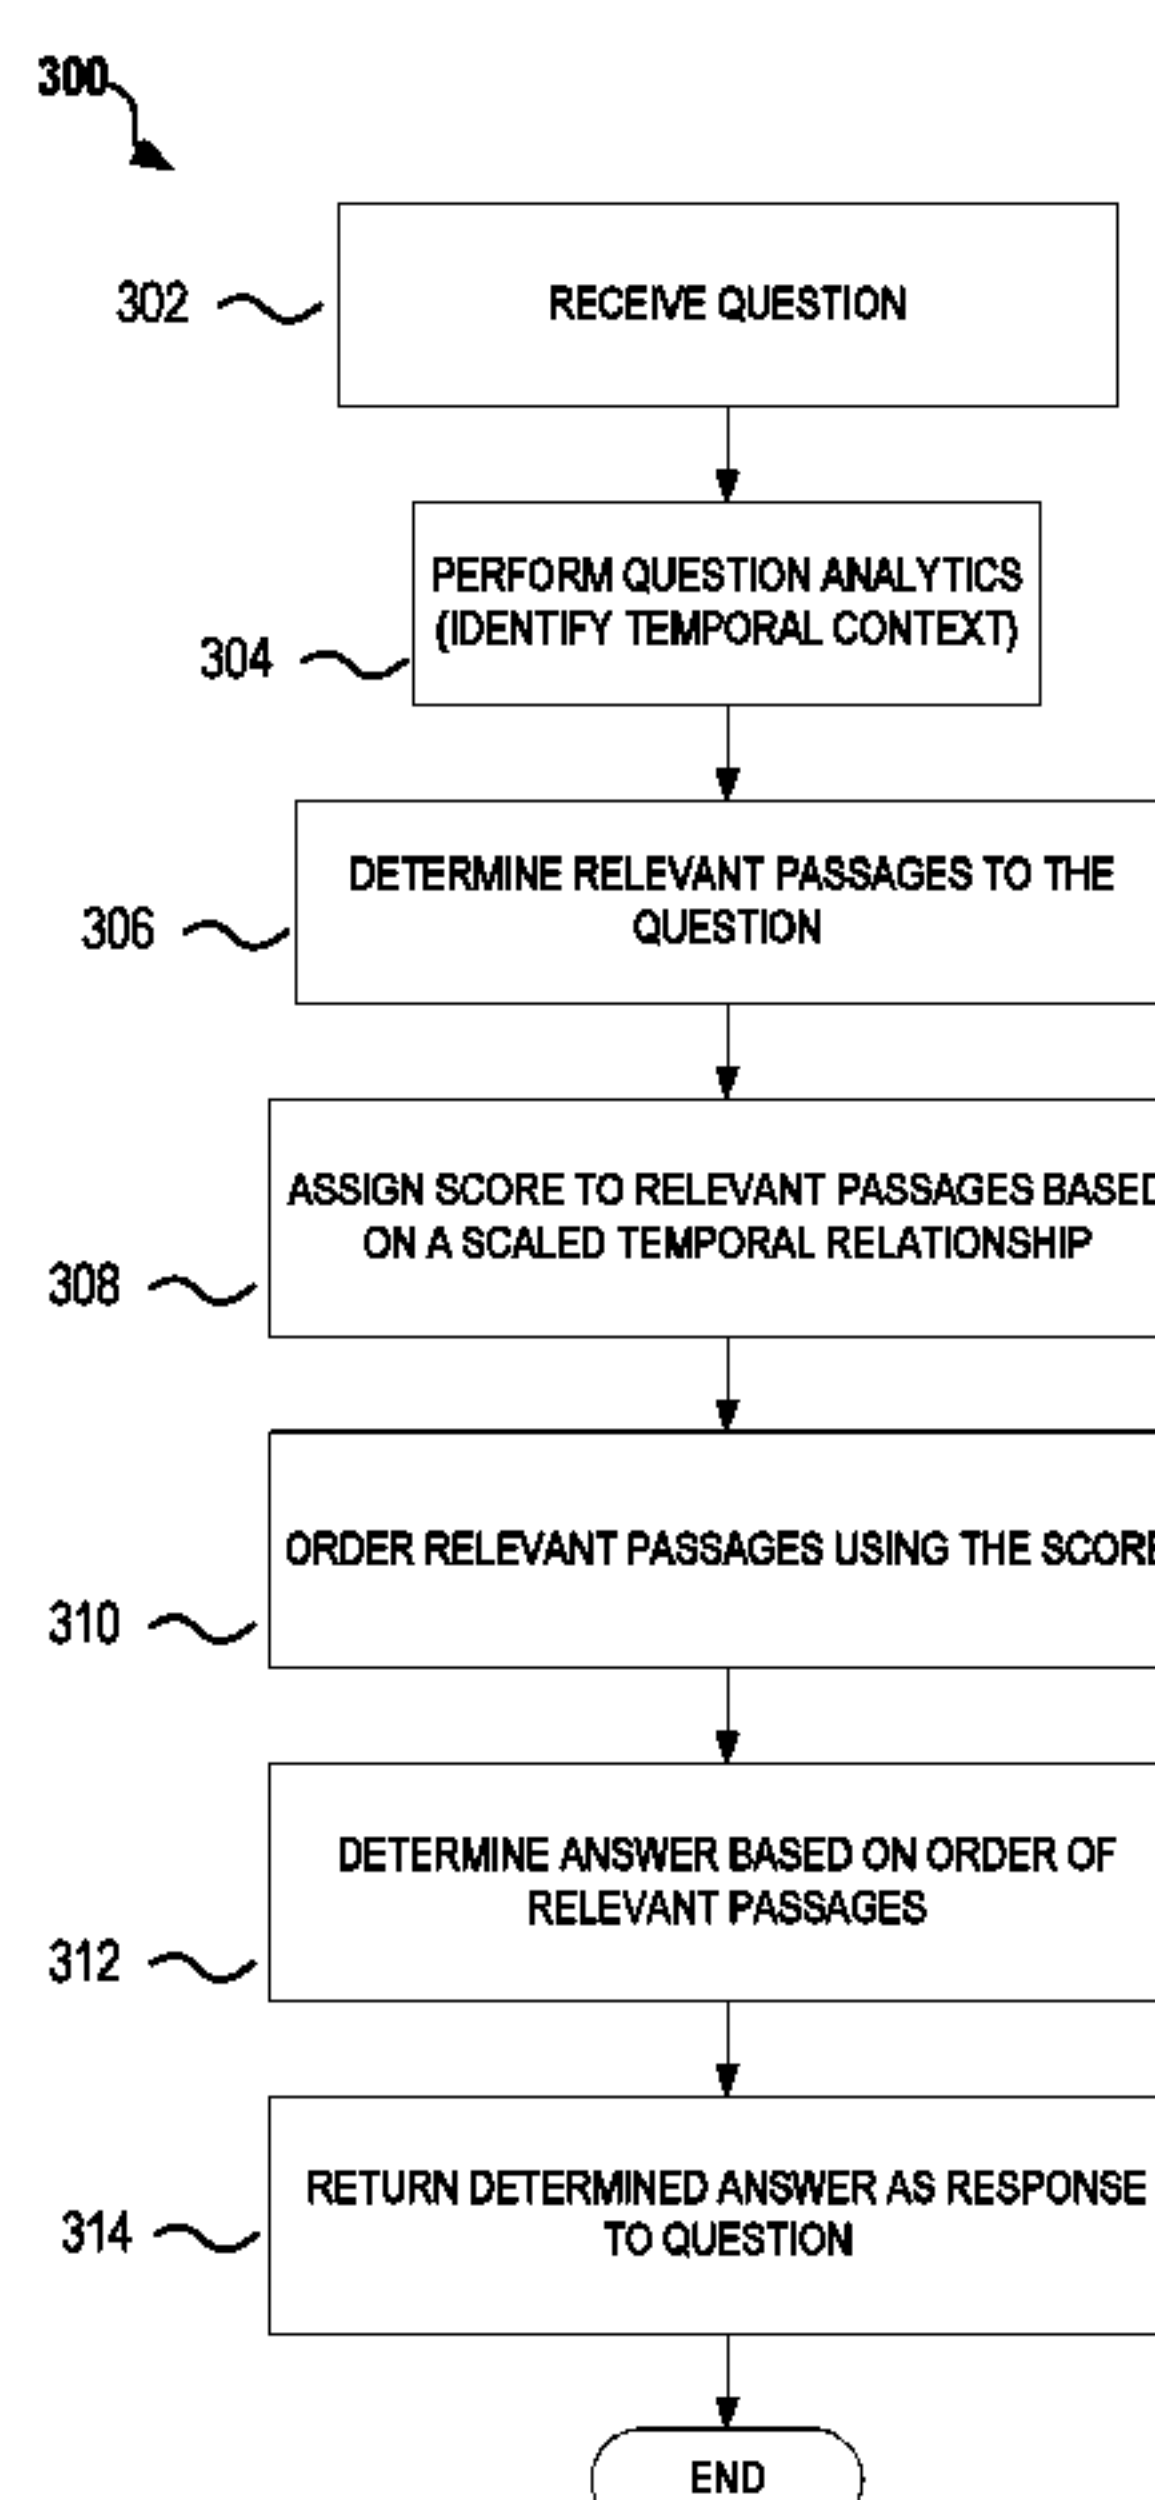 300
302
RECEIVE QUESTION
PERFORM QUESTION ANALYTICS
(IDENTIFY TEMPORAL CONTEXT)
304
DETERMINE RELEVANT PASSAGES TO THE
QUESTION
306
ASSIGN SCORE TO RELEVANT PASSAGES BASED
ON A SCALED TEMPORAL RELATIONSHIP
308
ORDER RELEVANT PASSAGES USING THE SCORE
310
DETERMINE ANSWER BASED ON ORDER OF
RELEVANT PASSAGES
312
RETURN DETERMINED ANSWER AS RESPONSE
TO QUESTION
314
END